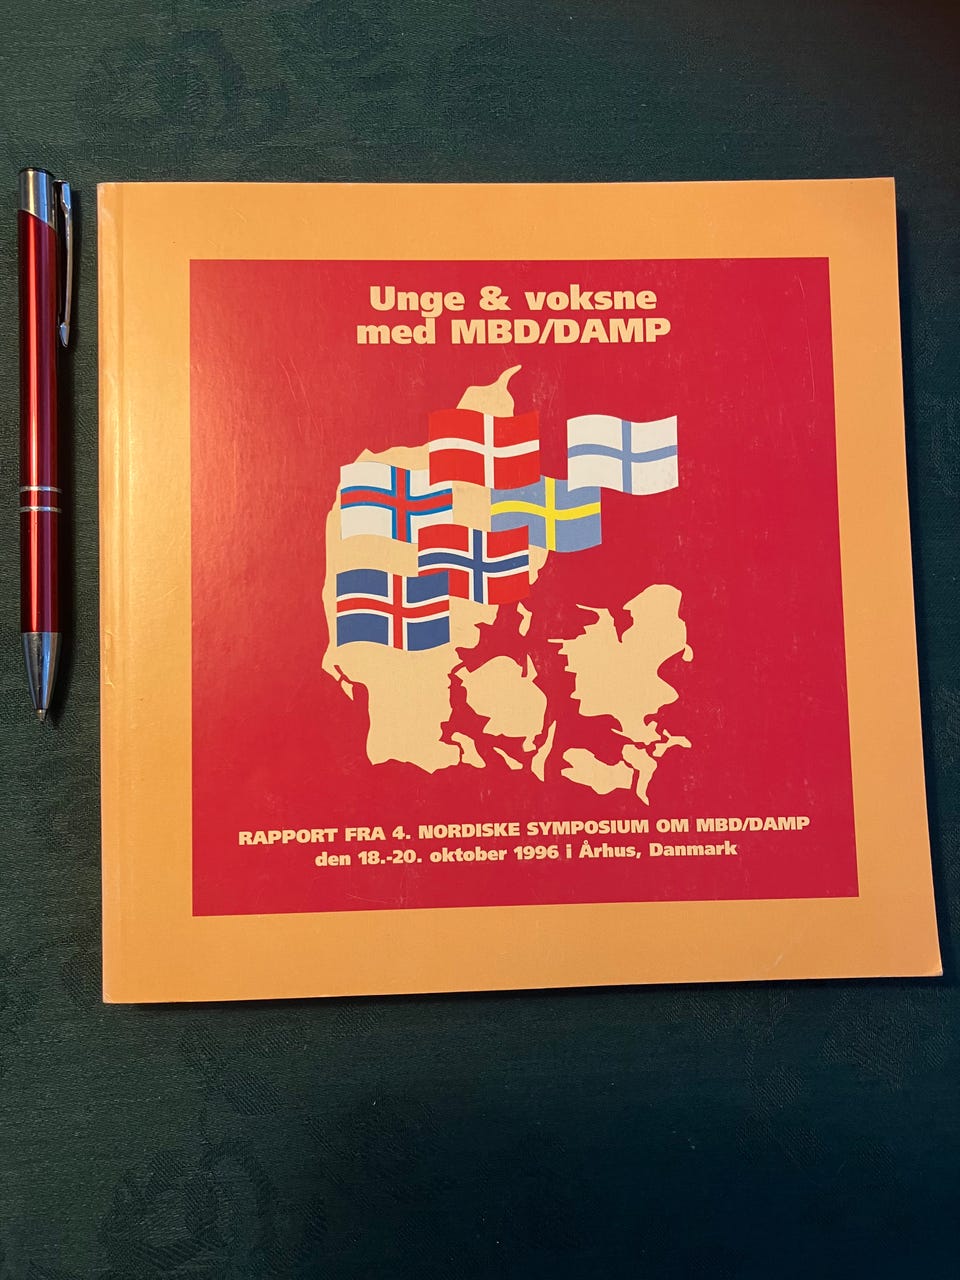 Unge & voksne
med MBD/DAMP
RAPPORT FRA 4. NORDISKE SYMPOSIUM OM MBD/DAMP
den 18.-20. oktober 1996 i Århus, Danmark